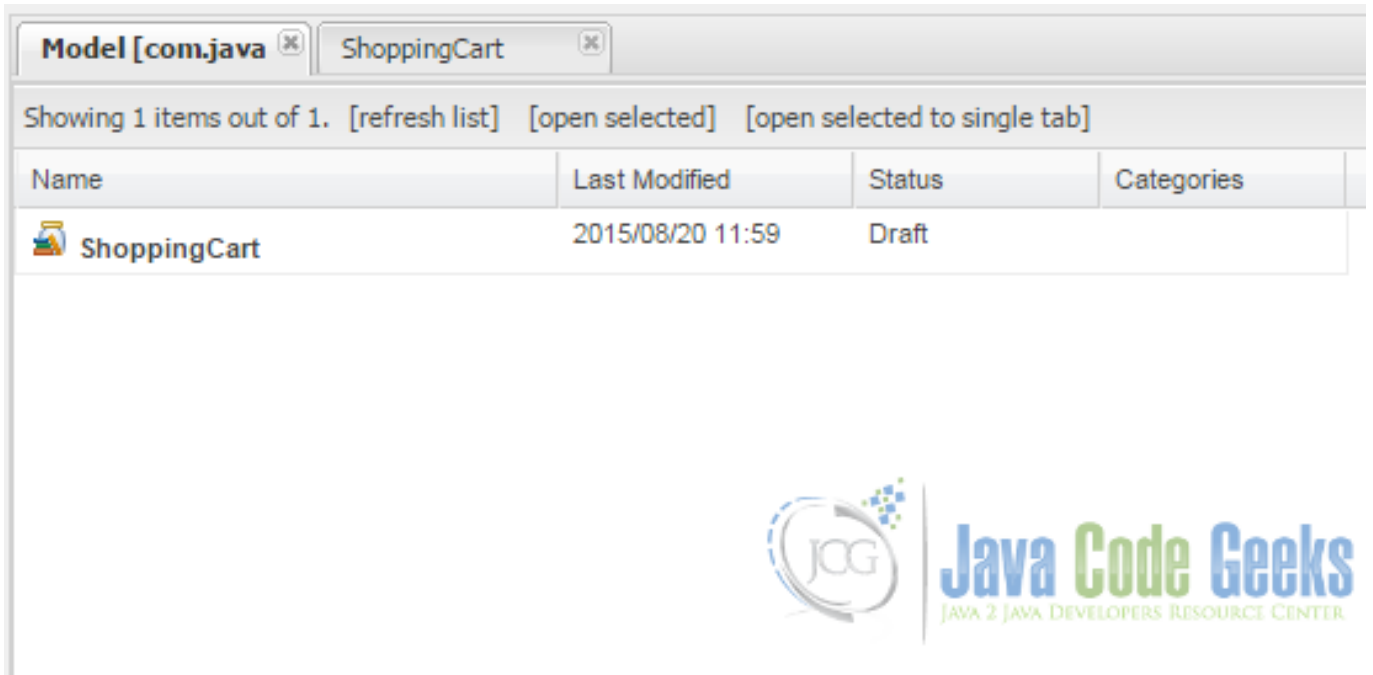 Model [com.java ShoppingCart
Showing 1 items out of 1. [refresh list] [open selected] [open selected to single tab]
Name Last Modified Status Categories
ShoppingCart 2015/08/20 11:59 Draft
JCG
Java Code Geeks
JAVA 2 JAVA DEVELOPERS RESOURCE CENTER